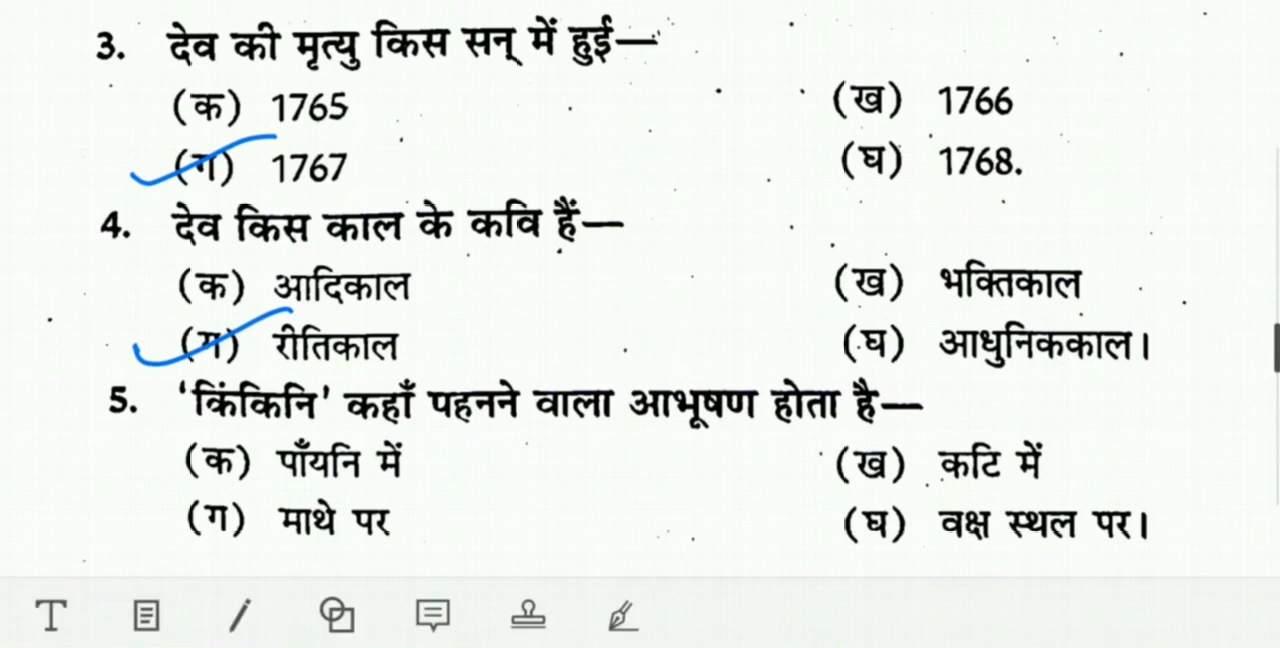 3. देव की मृत्यु किस सन् में हुई—
(क) 1765 (ख) 1766
(ग) 1767 (घ) 1768.
4. देव किस काल के कवि हैं—
(क) आदिकाल (ख) भक्तिकाल
(ग) रीतिकाल (घ) आधुनिककाल।
5. 'किंकिनि' कहाँ पहनने वाला आभूषण होता है—
(क) पाँयनि में (ख) कटि में
(ग) माथे पर (घ) वक्ष स्थल पर।
T